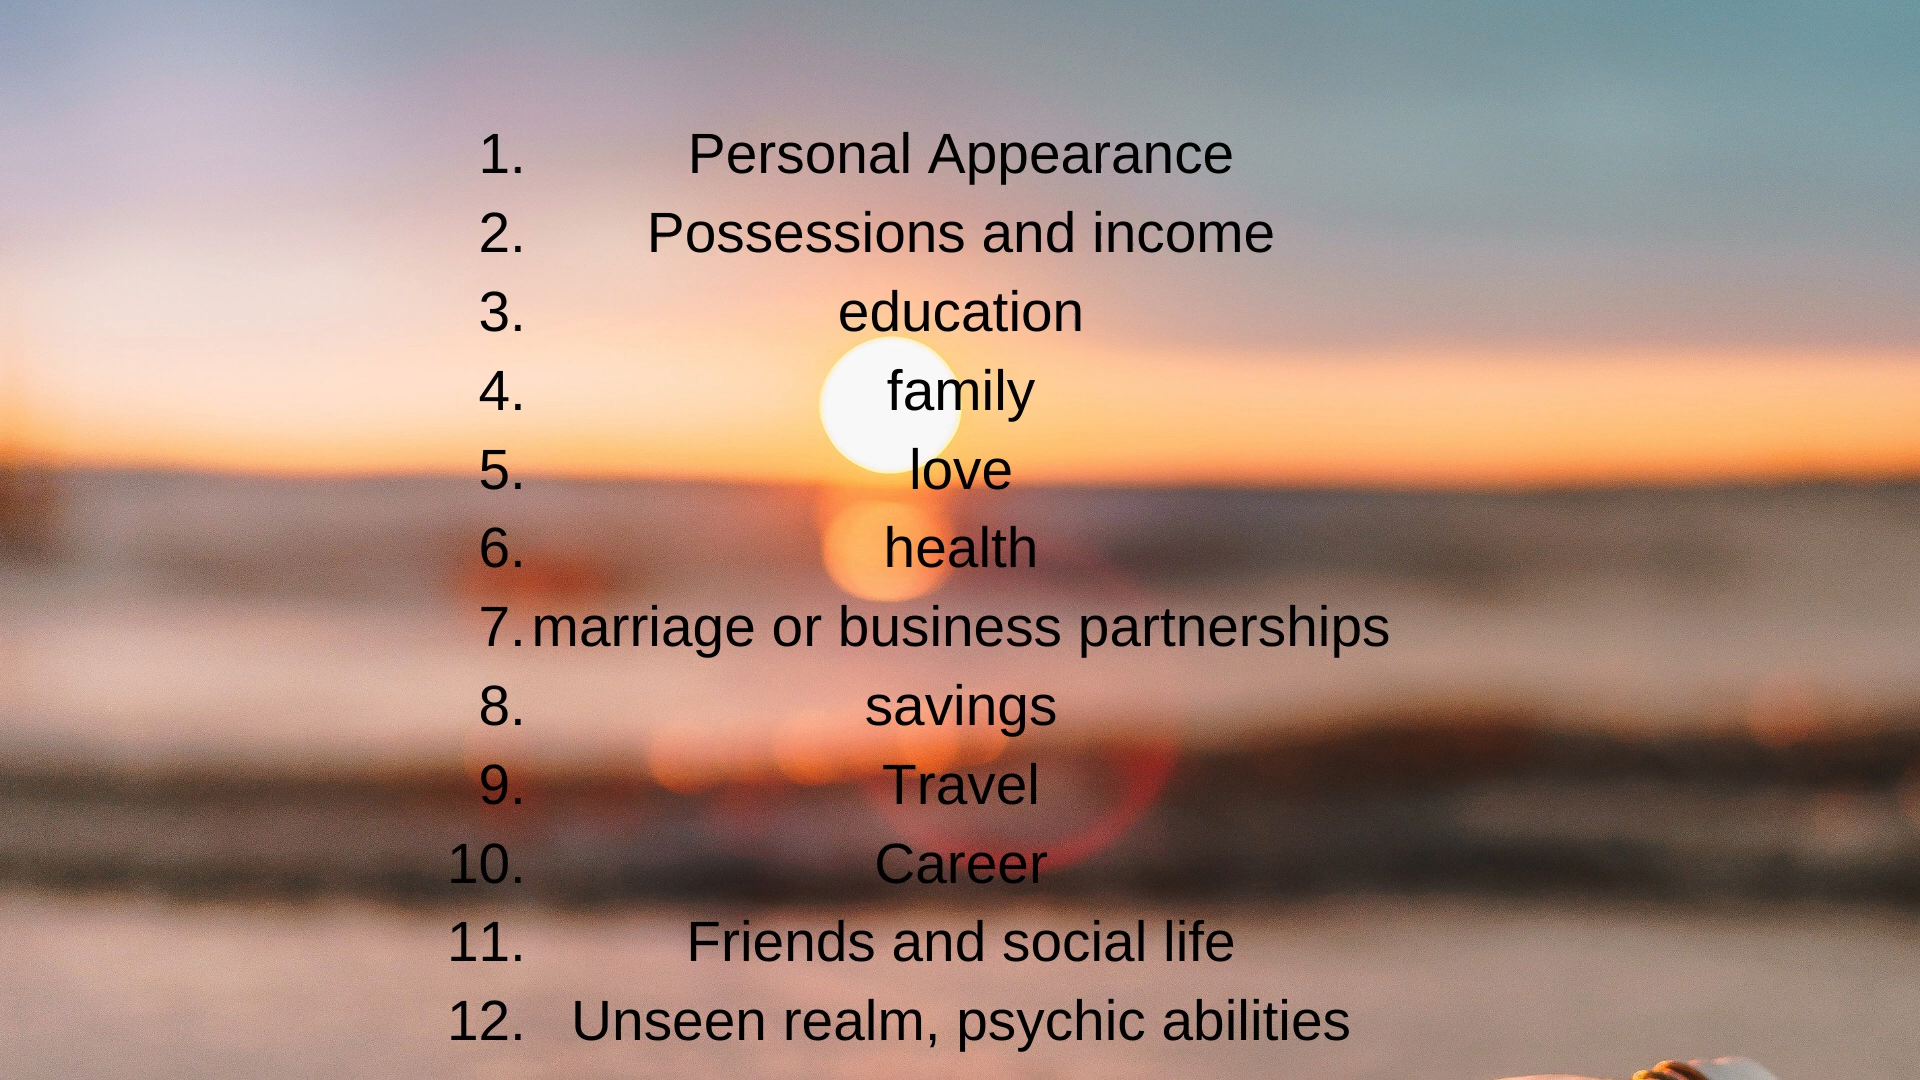 1. Personal Appearance
2. Possessions and income
3. education
4. family
5. love
6. health
7. marriage or business partnerships
8. savings
9. Travel
10. Career
11. Friends and social life
12. Unseen realm, psychic abilities